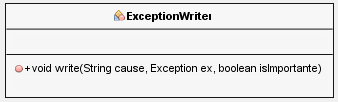 ExceptionWriter
+void write(String cause, Exception ex, boolean isImportante)